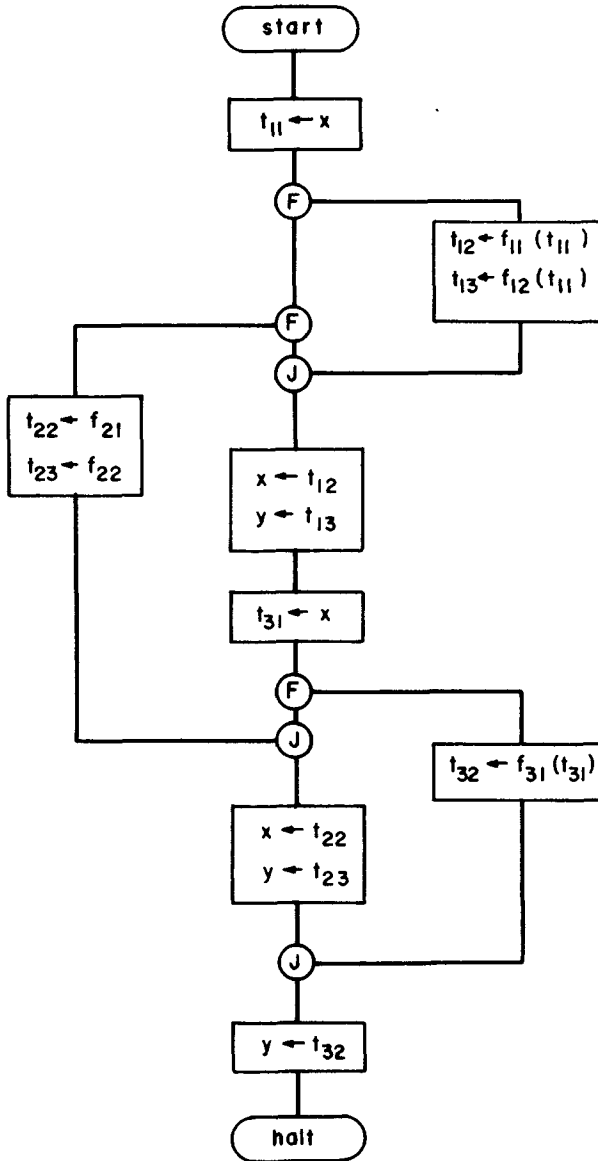 start
t₁₁ ← x
F
t₁₂ ← f₁₁ (t₁₁)
t₁₃ ← f₁₂ (t₁₁)
F
J
t₂₂ ← f₂₁
t₂₃ ← f₂₂
x ← t₁₂
y ← t₁₃
t₃₁ ← x
F
J
t₃₂ ← f₃₁ (t₃₁)
x ← t₂₂
y ← t₂₃
J
y ← t₃₂
halt